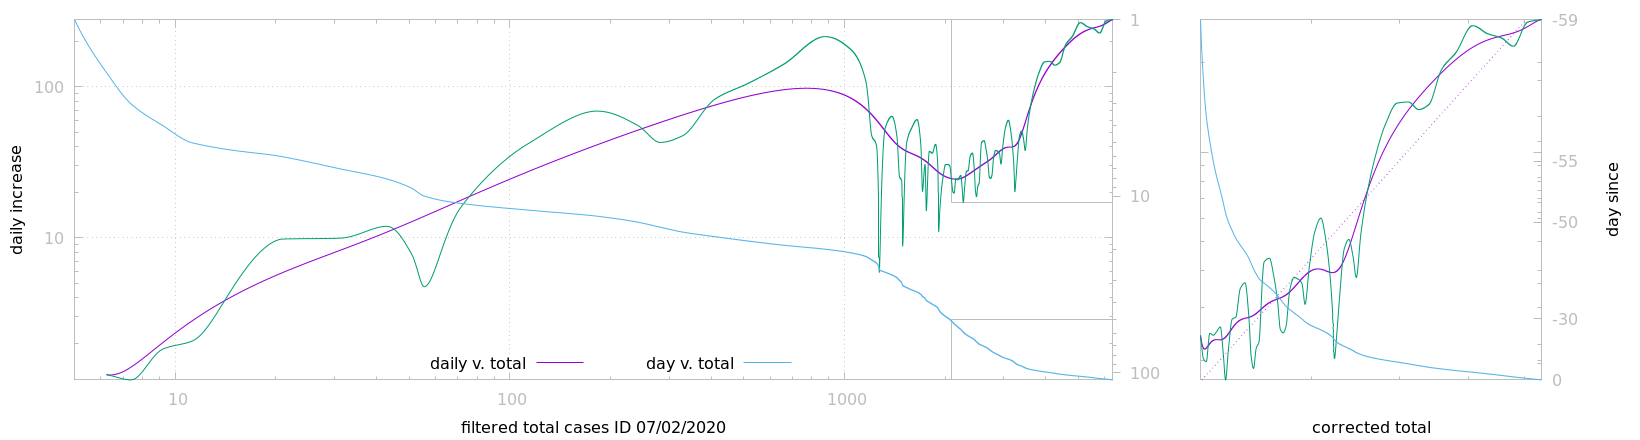 daily increase
100
10
10
100
1000
1
10
100
daily v. total
day v. total
filtered total cases ID 07/02/2020
-59
-55
-50
-30
0
day since
corrected total